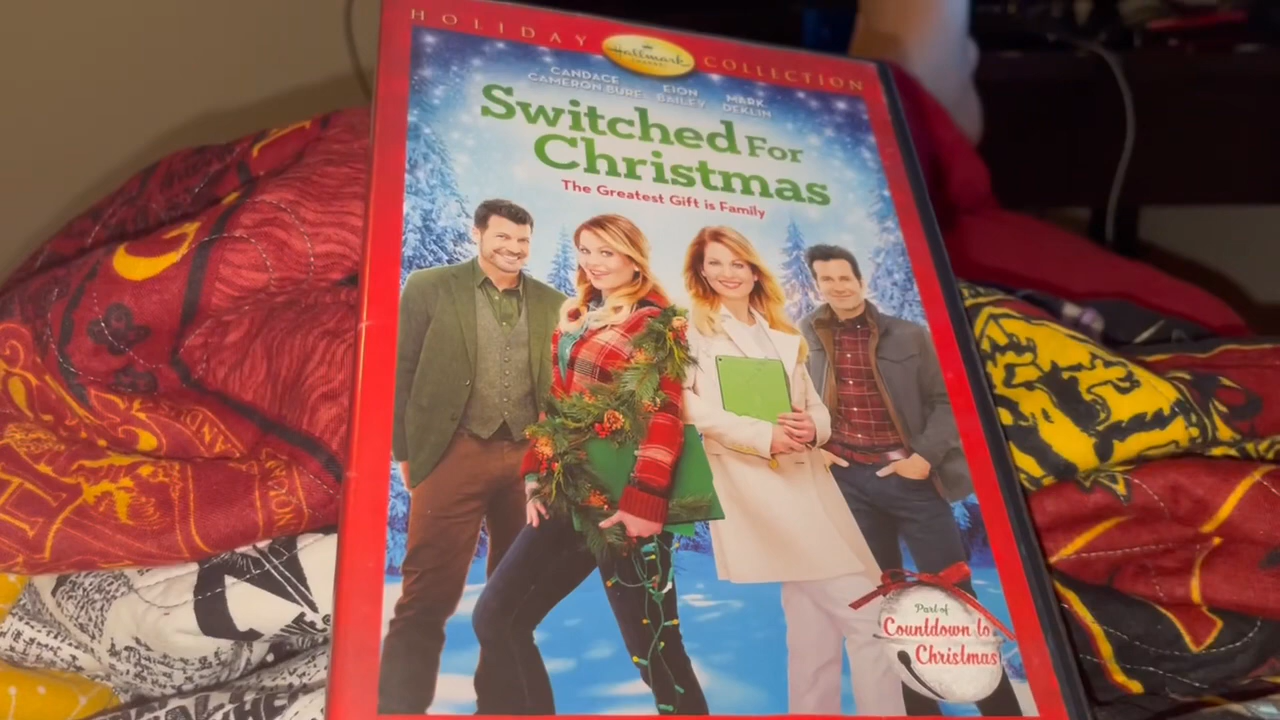 HOLIDAY Hallmark CHANNEL COLLECTION
CANDACE CAMERON BURE
EION BAILEY
MARK DEKLIN
Switched For
Christmas
The Greatest Gift is Family
Part of
Countdown to
Christmas